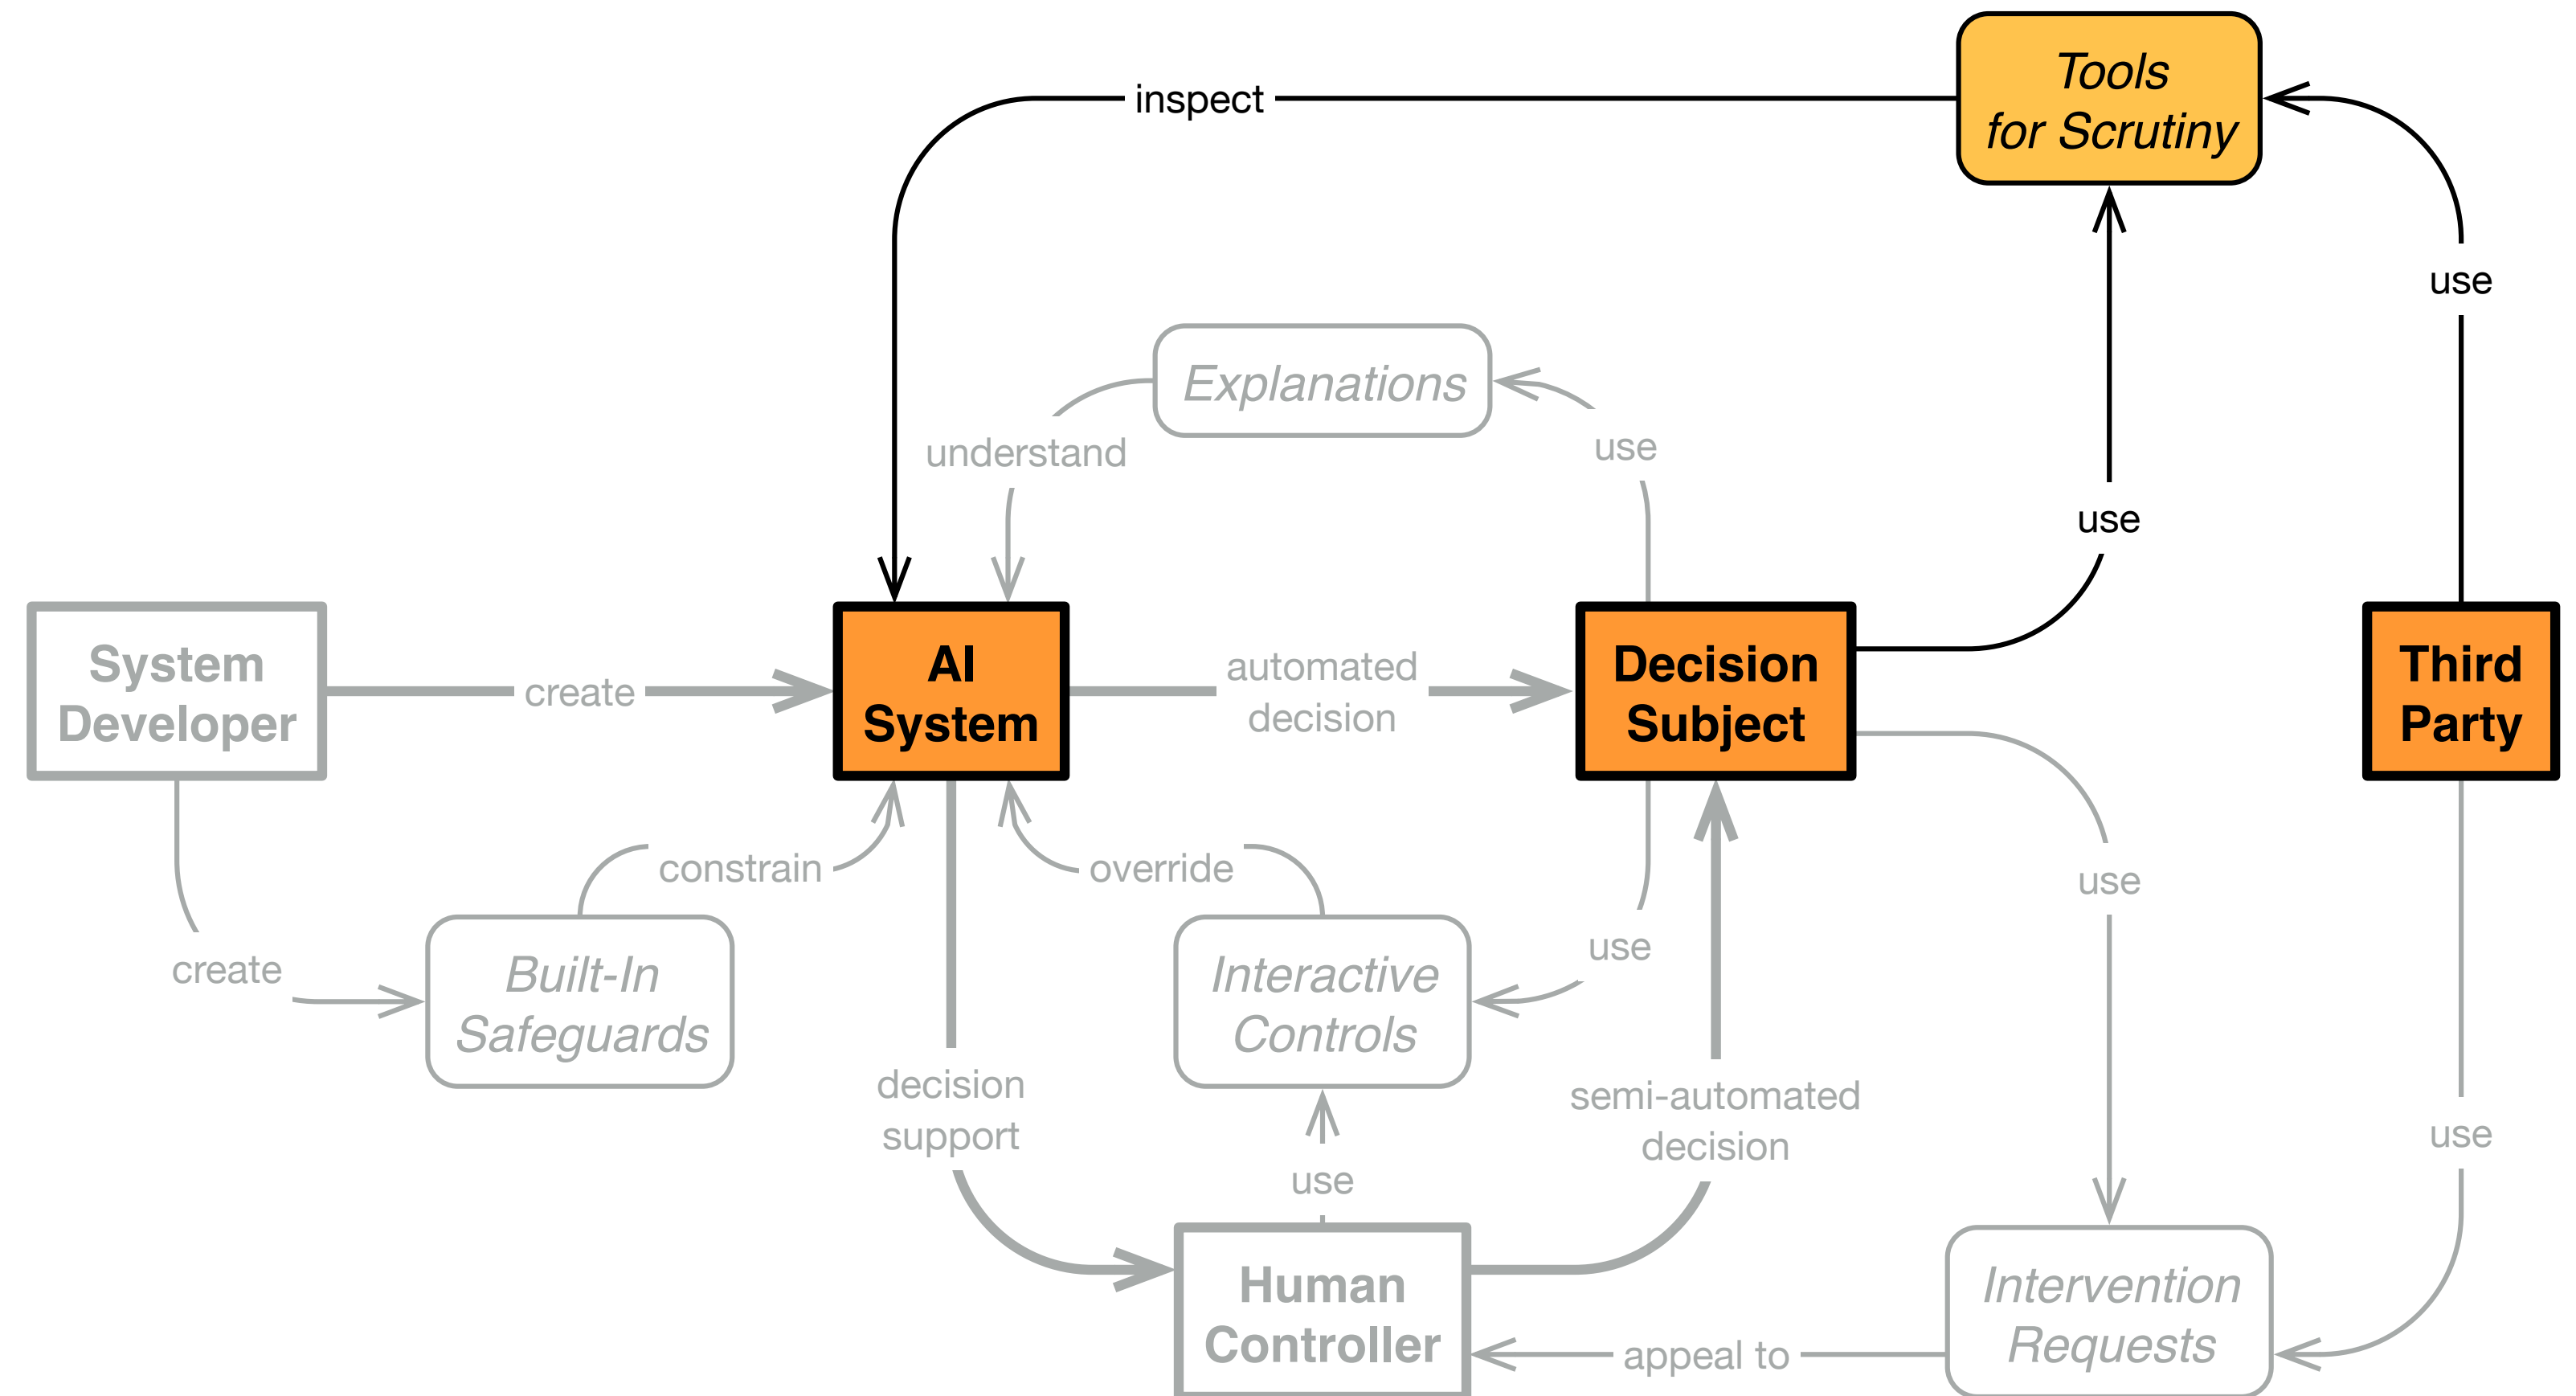 Tools
for Scrutiny
inspect
use
Explanations
understand
use
use
System
Developer
create
AI
System
automated
decision
Decision
Subject
Third
Party
constrain
override
use
create
Built-In
Safeguards
Interactive
Controls
use
decision
support
semi-automated
decision
use
use
Human
Controller
appeal to
Intervention
Requests